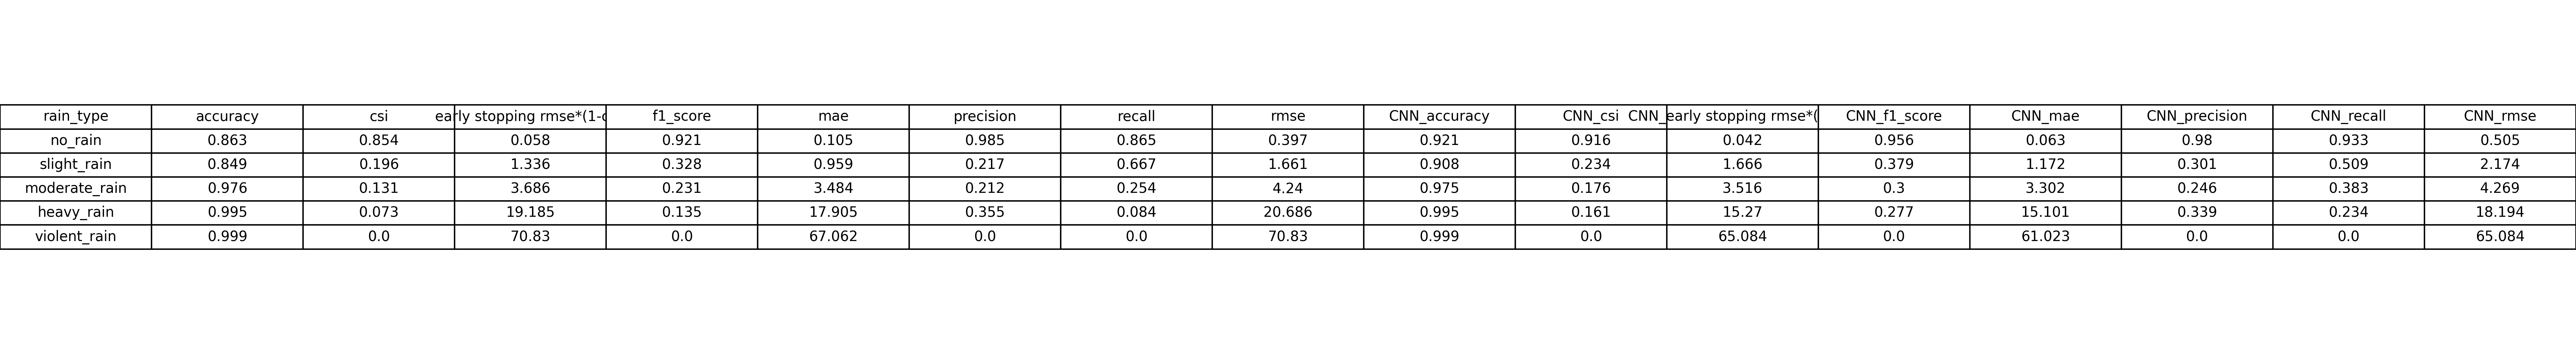 rain_type accuracy csi early stopping rmse*(1-c f1_score mae precision recall rmse CNN_accuracy CNN_csi CNN_early stopping rmse*( CNN_f1_score CNN_mae CNN_precision CNN_recall CNN_rmse
no_rain 0.863 0.854 0.058 0.921 0.105 0.985 0.865 0.397 0.921 0.916 0.042 0.956 0.063 0.98 0.933 0.505
slight_rain 0.849 0.196 1.336 0.328 0.959 0.217 0.667 1.661 0.908 0.234 1.666 0.379 1.172 0.301 0.509 2.174
moderate_rain 0.976 0.131 3.686 0.231 3.484 0.212 0.254 4.24 0.975 0.176 3.516 0.3 3.302 0.246 0.383 4.269
heavy_rain 0.995 0.073 19.185 0.135 17.905 0.355 0.084 20.686 0.995 0.161 15.27 0.277 15.101 0.339 0.234 18.194
violent_rain 0.999 0.0 70.83 0.0 67.062 0.0 0.0 70.83 0.999 0.0 65.084 0.0 61.023 0.0 0.0 65.084